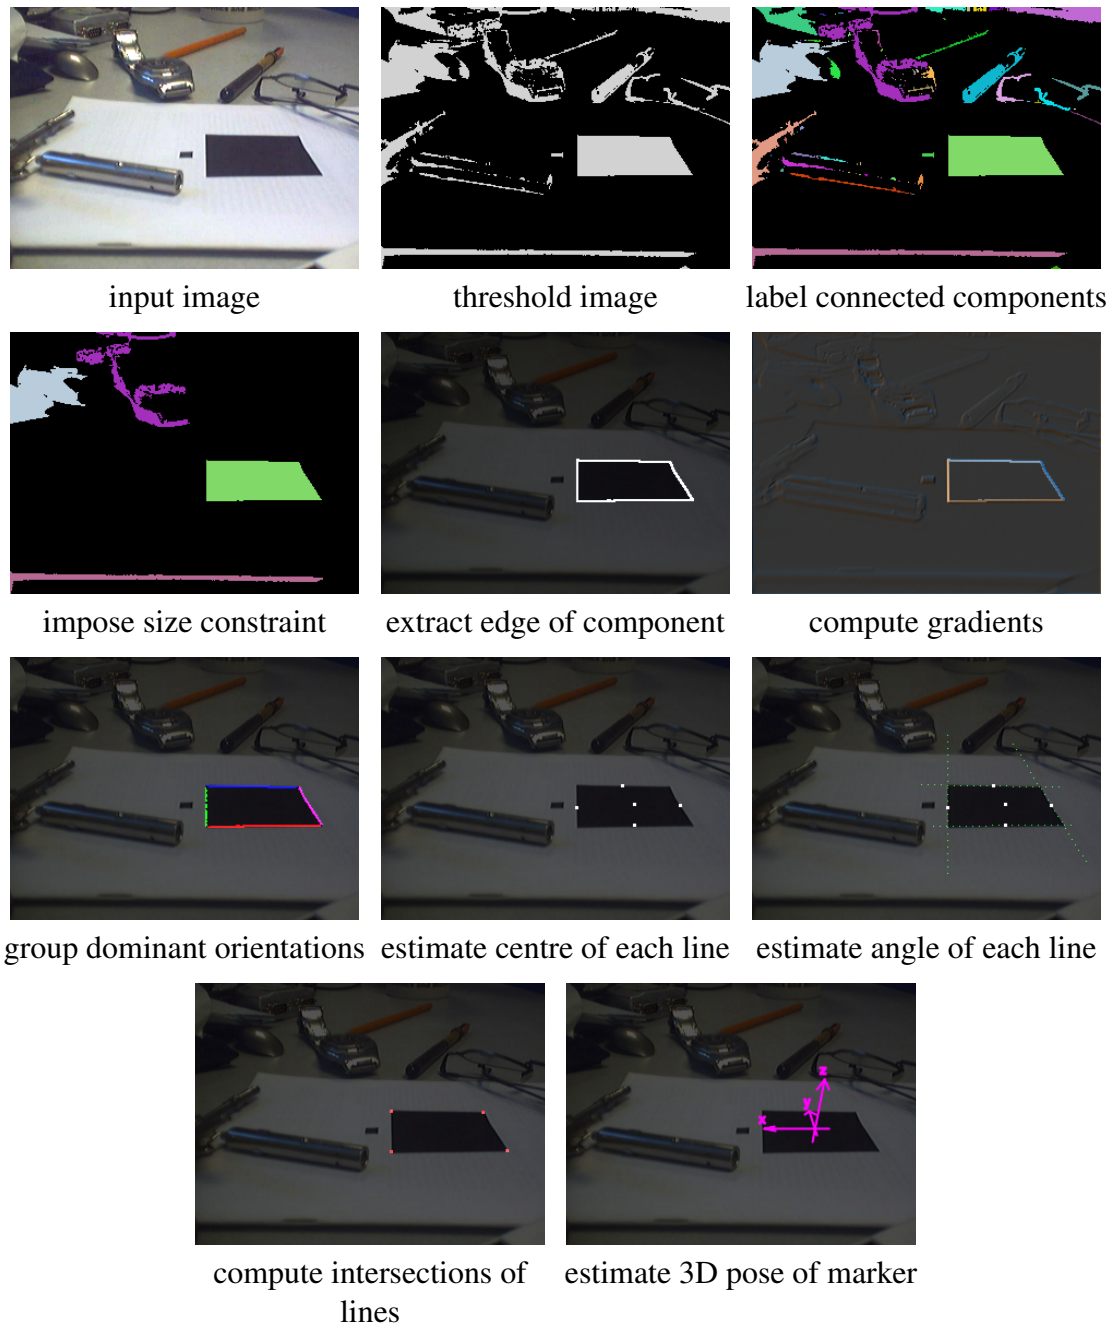 input image
threshold image
label connected components
impose size constraint
extract edge of component
compute gradients
group dominant orientations
estimate centre of each line
estimate angle of each line
z
y
x
compute intersections of
lines
estimate 3D pose of marker